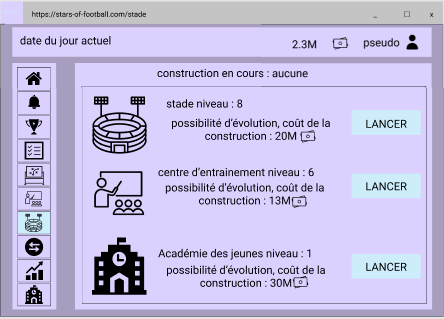 https://stars-of-football.com/stade
date du jour actuel
2.3M
pseudo
construction en cours : aucune
stade niveau : 8
possibilité d'évolution, coût de la
construction : 20M
LANCER
centre d'entrainement niveau : 6
possibilité d'évolution, coût de la
construction : 13M
LANCER
Académie des jeunes niveau : 1
possibilité d'évolution, coût de la
construction : 30M
LANCER